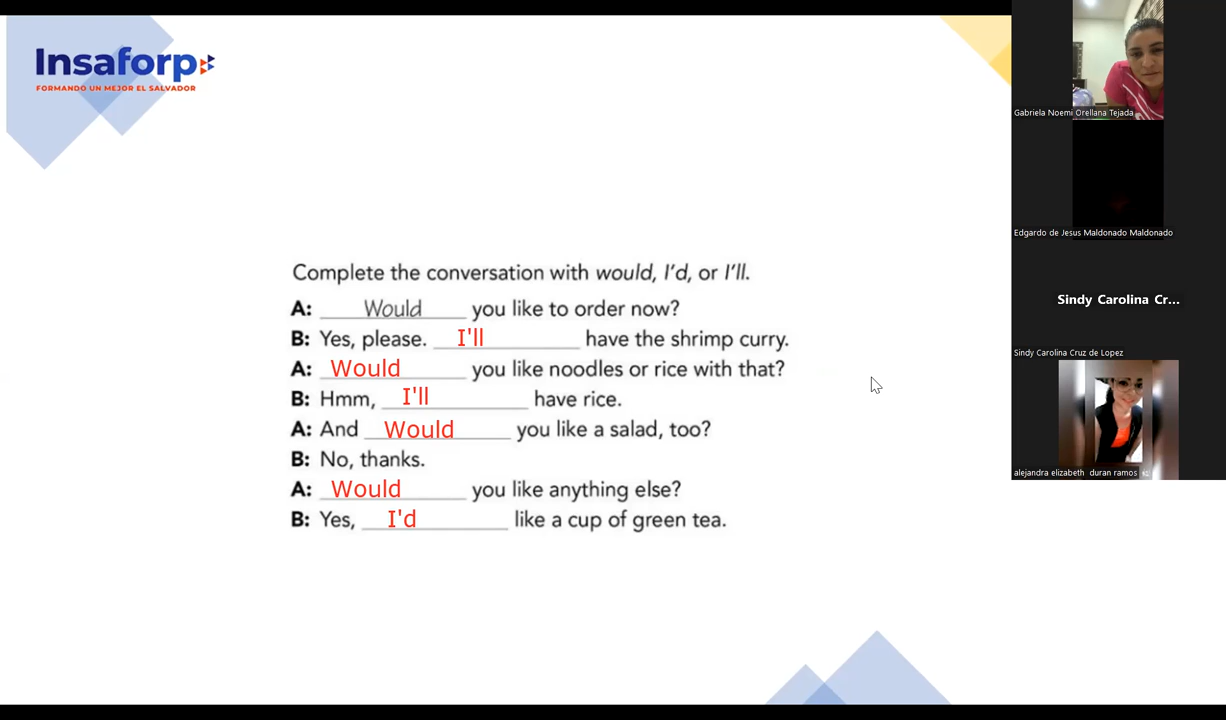 Insaforp
FORMANDO UN MEJOR EL SALVADOR
Complete the conversation with would, I'd, or I'll.
A: Would you like to order now?
B: Yes, please. I'll have the shrimp curry.
A: Would you like noodles or rice with that?
B: Hmm, I'll have rice.
A: And Would you like a salad, too?
B: No, thanks.
A: Would you like anything else?
B: Yes, I'd like a cup of green tea.
Gabriela Noemi Orellana Tejada
Edgardo de Jesus Maldonado Maldonado
Sindy Carolina Cr...
Sindy Carolina Cruz de Lopez
alejandra elizabeth duran ramos